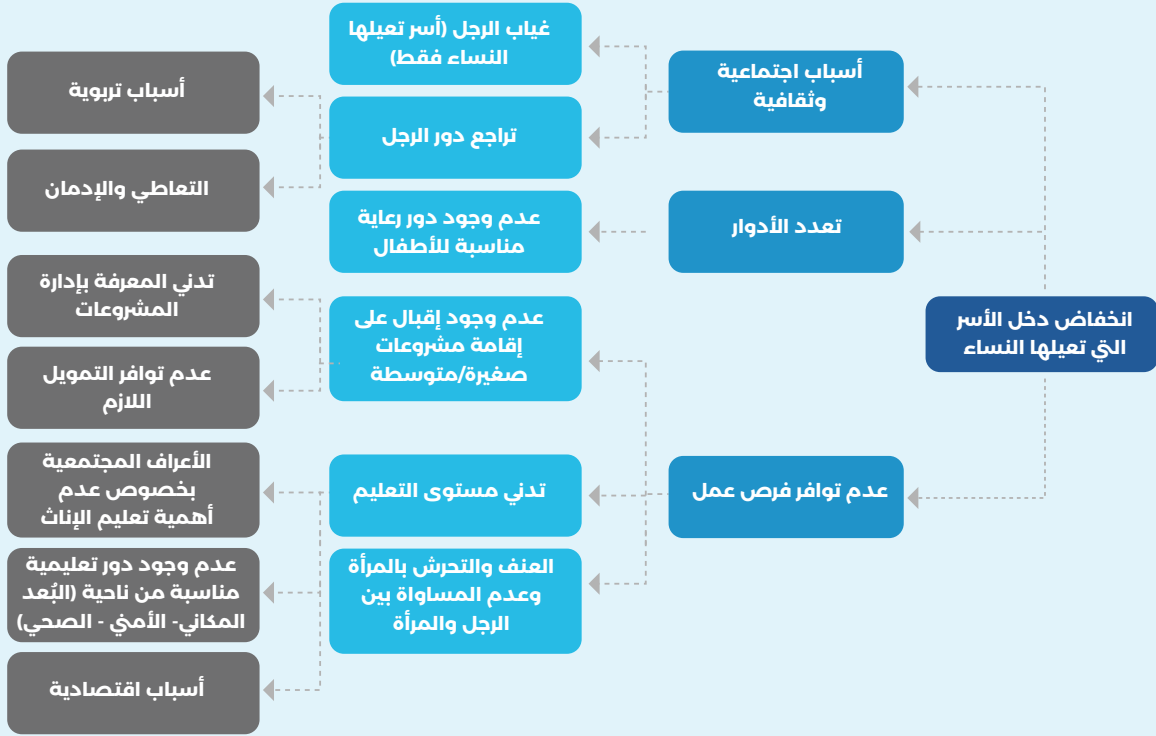 انخفاض دخل الأسر
التي تعيلها النساء
أسباب اجتماعية
وثقافية
تعدد الأدوار
عدم توافر فرص عمل
غياب الرجل (أسر تعيلها
النساء فقط)
تراجع دور الرجل
عدم وجود دور رعاية
مناسبة للأطفال
عدم وجود إقبال على
إقامة مشروعات
صغيرة/متوسطة
تدني مستوى التعليم
العنف والتحرش بالمرأة
وعدم المساواة بين
الرجل والمرأة
أسباب تربوية
التعاطي والإدمان
تدني المعرفة بإدارة
المشروعات
عدم توافر التمويل
اللازم
الأعراف المجتمعية
بخصوص عدم
أهمية تعليم الإناث
عدم وجود دور تعليمية
مناسبة من ناحية (البُعد
المكاني- الأمني - الصحي)
أسباب اقتصادية